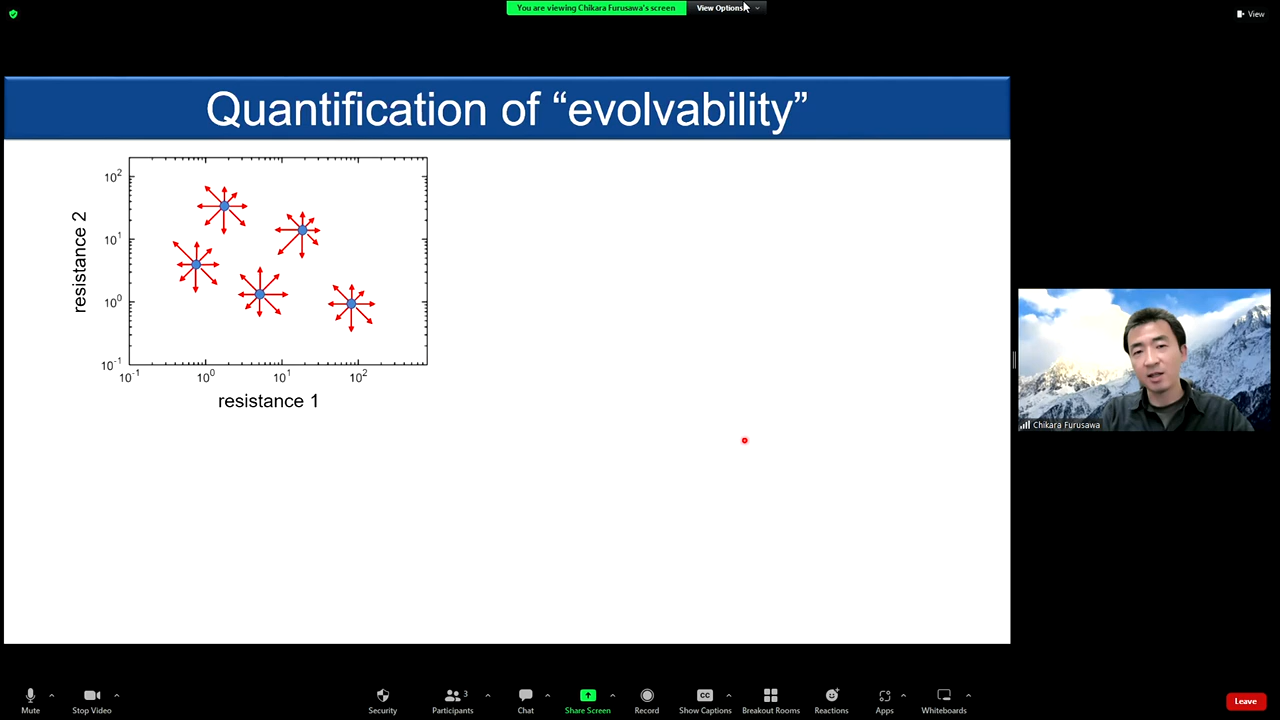 You are viewing Chikara Furusawa's screen
View Options
View
Quantification of “evolvability”
resistance 2
10²
10¹
10⁰
10⁻¹
10⁻¹ 10⁰ 10¹ 10²
resistance 1
Chikara Furusawa
Mute
Stop Video
Security
3
Participants
Chat
Share Screen
Record
CC
Show Captions
Breakout Rooms
Reactions
Apps
Whiteboards
Leave